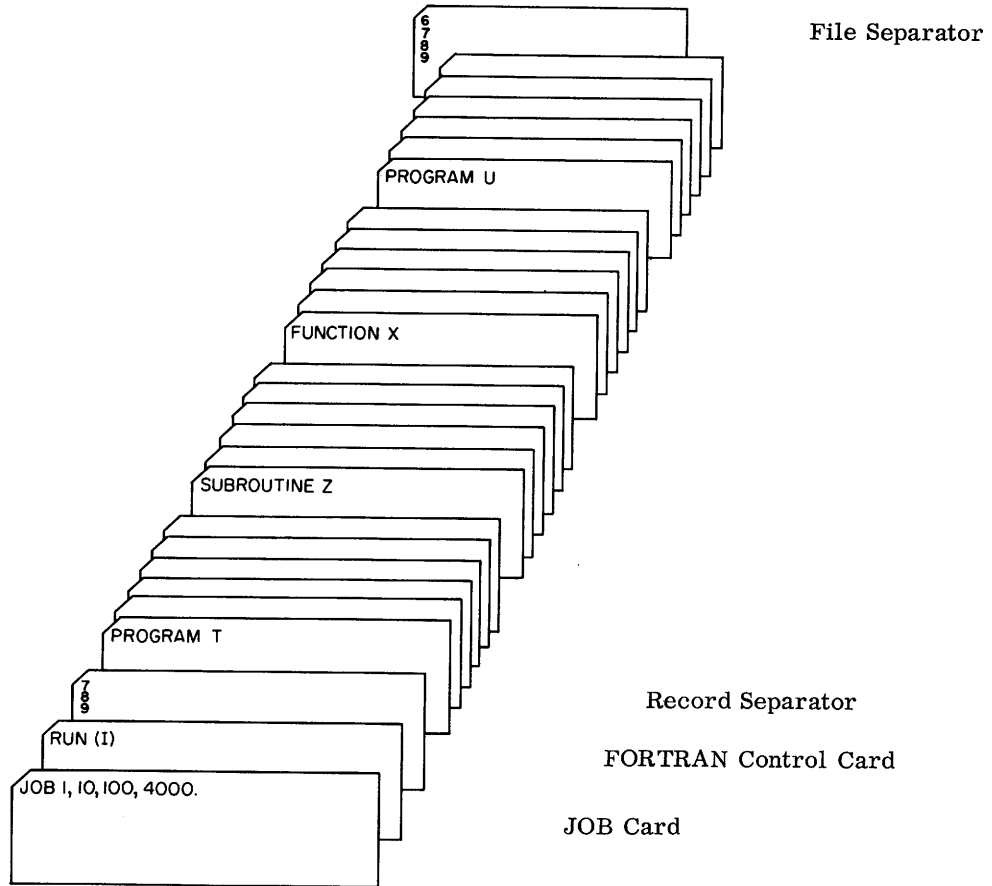 6
7
8
9
File Separator
PROGRAM U
FUNCTION X
SUBROUTINE Z
PROGRAM T
7
8
9
Record Separator
RUN (I)
FORTRAN Control Card
JOB 1, 10, 100, 4000.
JOB Card